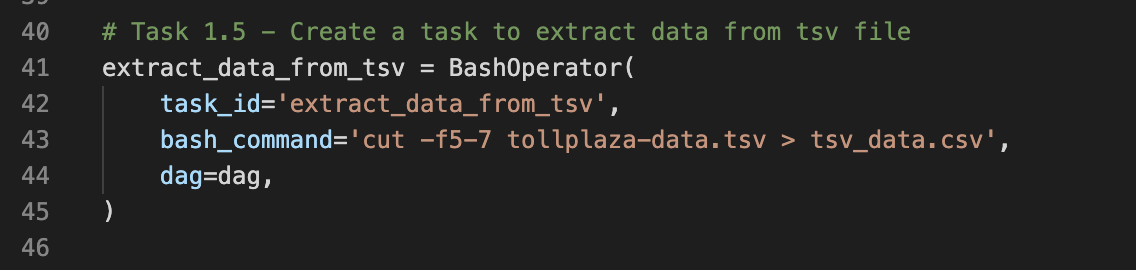 40 # Task 1.5 - Create a task to extract data from tsv file
41 extract_data_from_tsv = BashOperator(
42     task_id='extract_data_from_tsv',
43     bash_command='cut -f5-7 tollplaza-data.tsv > tsv_data.csv',
44     dag=dag,
45 )
46